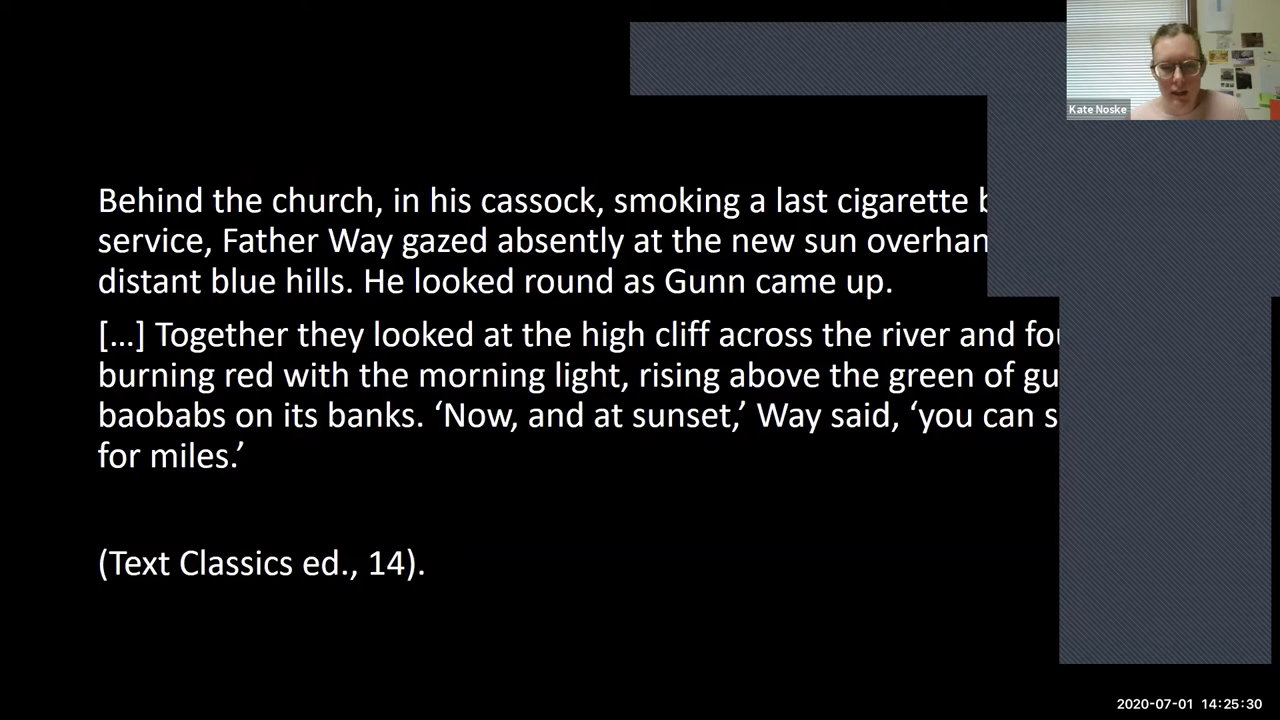 Kate Noske
Behind the church, in his cassock, smoking a last cigarette
service, Father Way gazed absently at the new sun
distant blue hills. He looked round as Gunn came up.
[…] Together they looked at the high cliff across the river and
burning red with the morning light, rising above the green of
baobabs on its banks. ‘Now, and at sunset,’ Way said, ‘you can
for miles.’
(Text Classics ed., 14).
2020-07-01 14:25:30